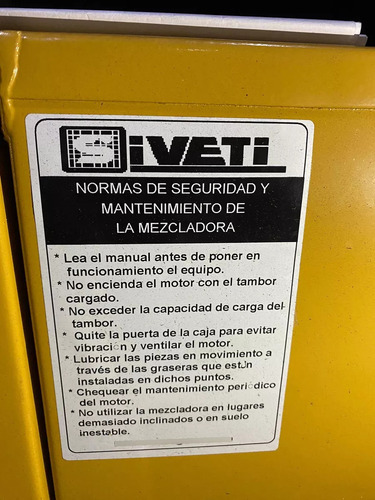 SIVETI
NORMAS DE SEGURIDAD Y
MANTENIMIENTO DE
LA MEZCLADORA
* Lea el manual antes de poner en
funcionamiento el equipo.
* No encienda el motor con el tambor
cargado.
* No exceder la capacidad de carga del
tambor.
* Quite la puerta de la caja para evitar
vibración y ventilar el motor.
* Lubricar las piezas en movimiento a
través de las graseras que están
instaladas en dichos puntos.
* Chequear el mantenimiento periódico
del motor.
* No utilizar la mezcladora en lugares
demasiado inclinados o en suelo
inestable.